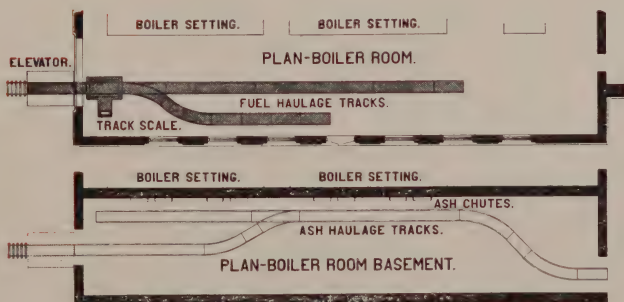 BOILER SETTING. BOILER SETTING.
ELEVATOR. PLAN-BOILER ROOM.
FUEL HAULAGE TRACKS.
TRACK SCALE.
BOILER SETTING. BOILER SETTING.
ASH CHUTES.
ASH HAULAGE TRACKS.
PLAN-BOILER ROOM BASEMENT.